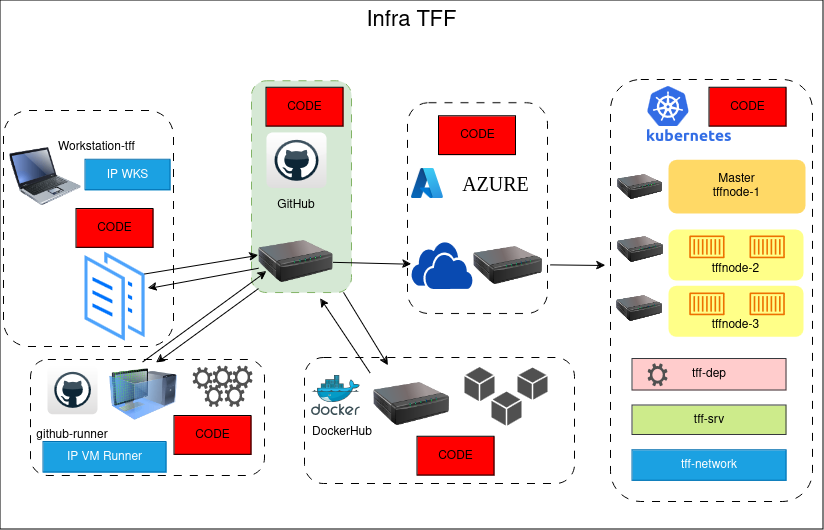 Infra TFF
Workstation-tff
IP WKS
CODE
CODE
GitHub
CODE
AZURE
CODE
kubernetes
Master
tffnode-1
tffnode-2
tffnode-3
tff-dep
tff-srv
tff-network
github-runner
IP VM Runner
CODE
docker
DockerHub
CODE